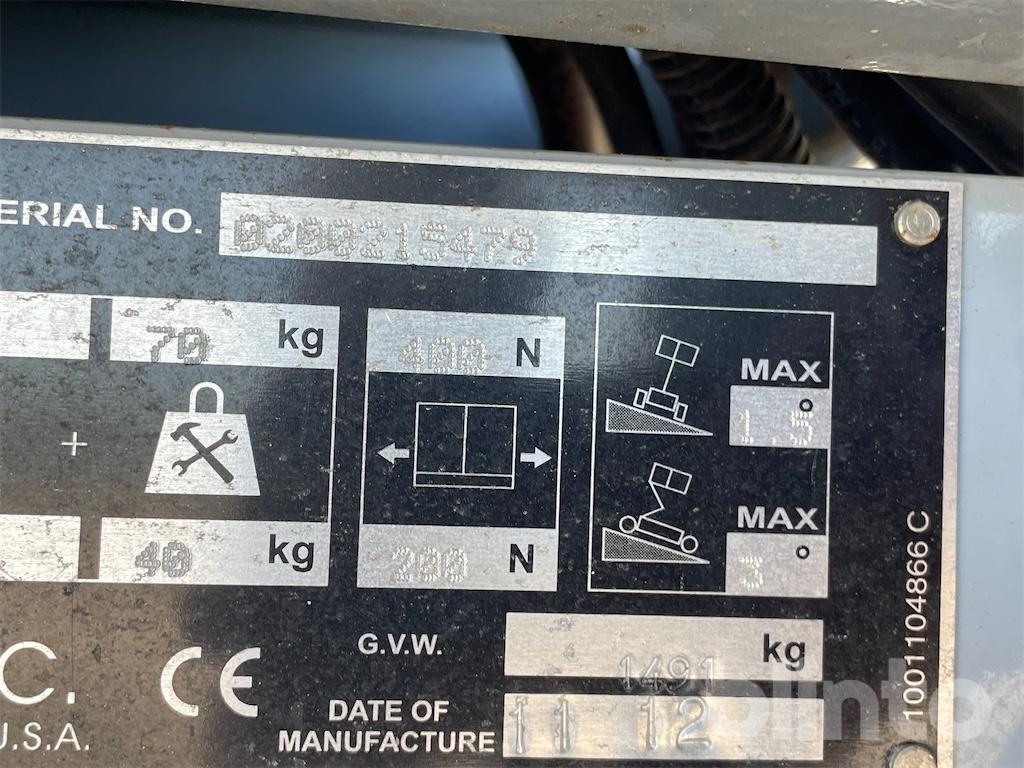 ERIAL NO. 0200215479
70 kg
400 N
MAX
1.5°
+
MAX
3°
40 kg
200 N
G.V.W. 1491 kg
C. CE
U.S.A.
DATE OF
MANUFACTURE 11 12
1001104866 C
blinto